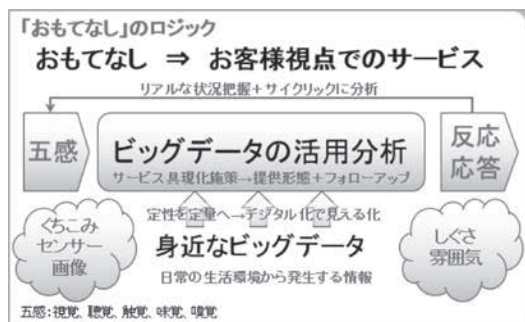 「おもてなし」のロジック
おもてなし ⇒ お客様視点でのサービス
リアルな状況把握+サイクリックに分析
五感
ビッグデータの活用分析
サービス具現化施策→提供形態+フォローアップ
反応
応答
定性を定量へ→デジタル化で見える化
くちこみ
センサー
画像
身近なビッグデータ
日常の生活環境から発生する情報
しぐさ
雰囲気
五感:視覚、聴覚、触覚、味覚、嗅覚